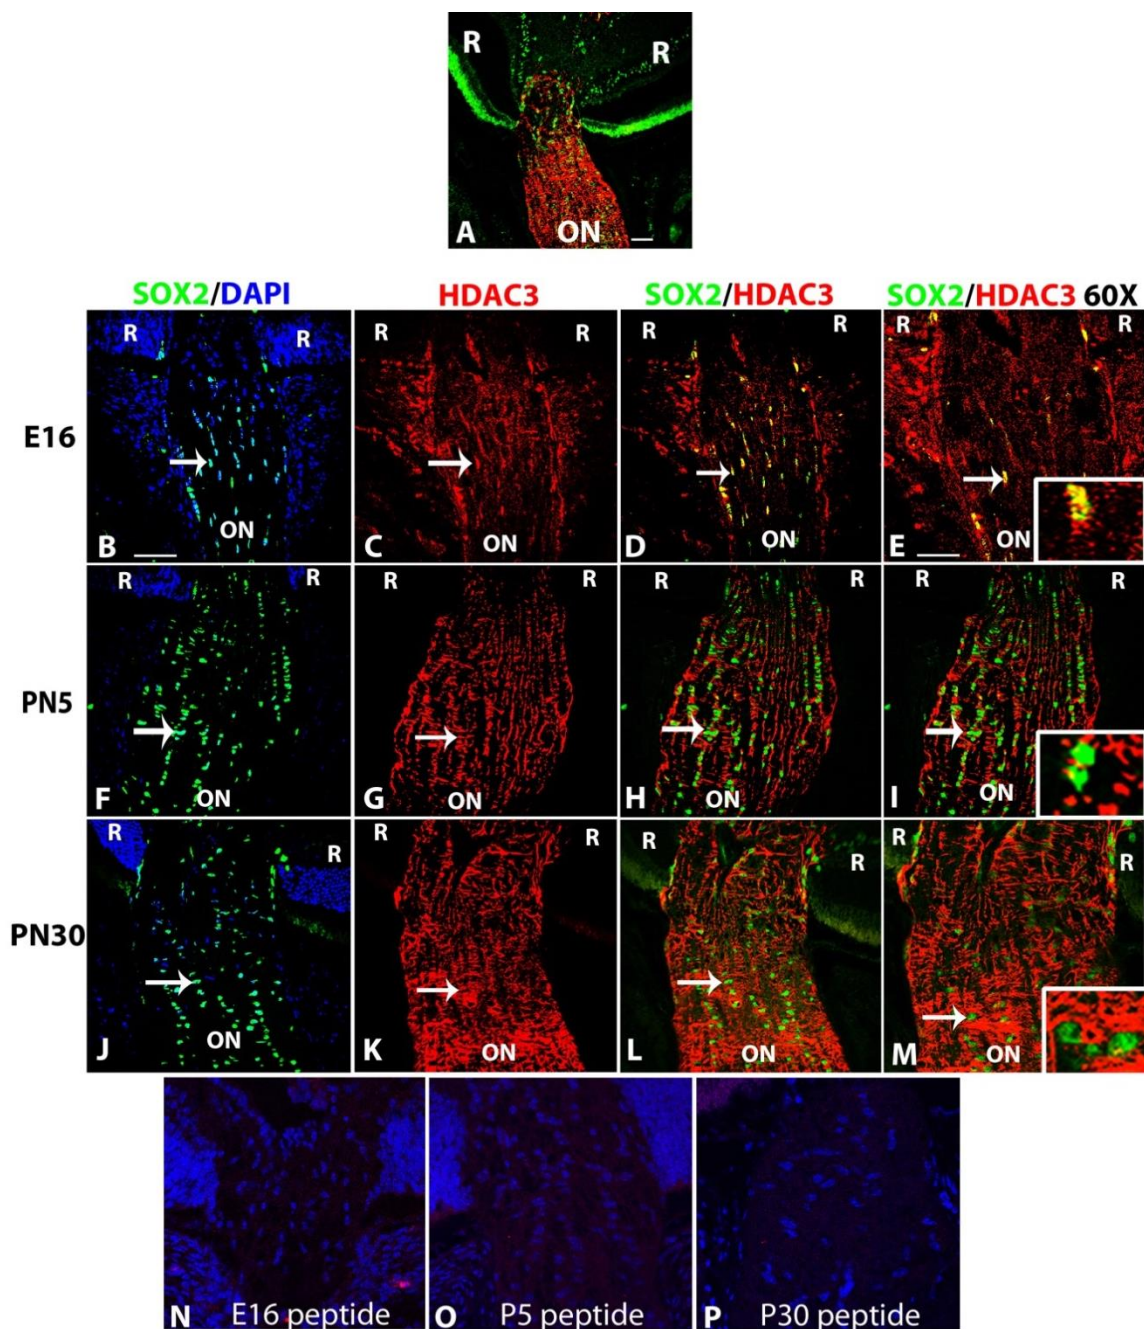 R R
A ON
SOX2/DAPI HDAC3 SOX2/HDAC3 SOX2/HDAC3 60X
R R R R R R R
E16
ON ON ON ON
B C D E
R R R R R R R R
PN5
ON ON ON ON
F G H I
R R R R R R R R
PN30
ON ON ON ON
J K L M
N E16 peptide O P5 peptide P P30 peptide